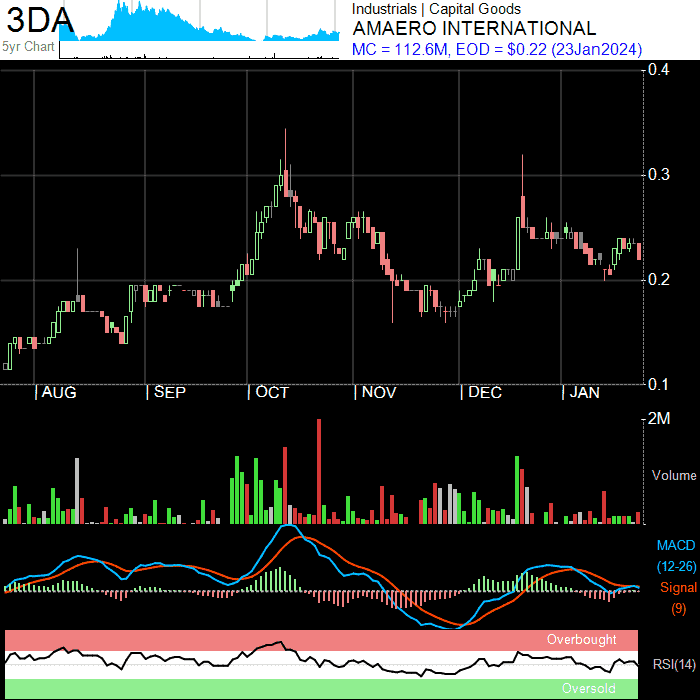 3DA
5yr Chart
Industrials | Capital Goods
AMAERO INTERNATIONAL
MC = 112.6M, EOD = $0.22 (23Jan2024)
0.4
0.3
0.2
0.1
| AUG | SEP | OCT | NOV | DEC | JAN
2M
Volume
MACD
(12-26)
Signal
(9)
Overbought
RSI(14)
Oversold